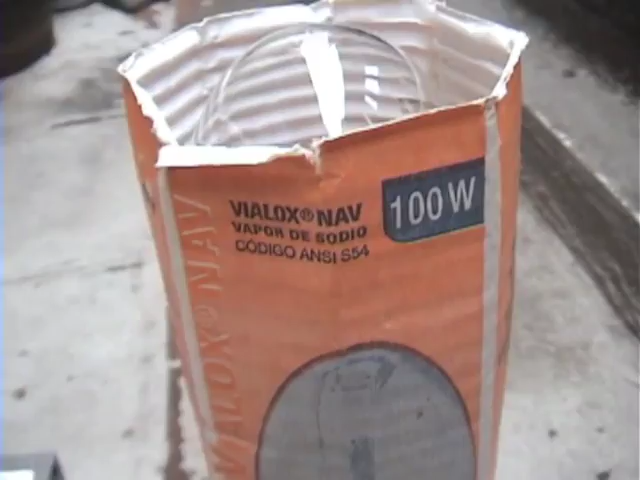 VIALOX® NAV
VAPOR DE SODIO
CÓDIGO ANSI S54
100 W
VIALOX® NAV